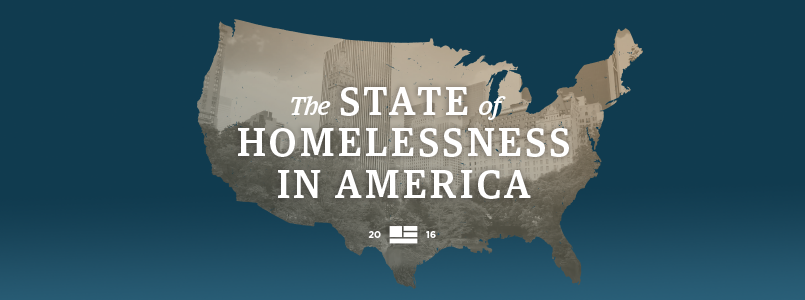 The STATE of
HOMELESSNESS
IN AMERICA
20 16